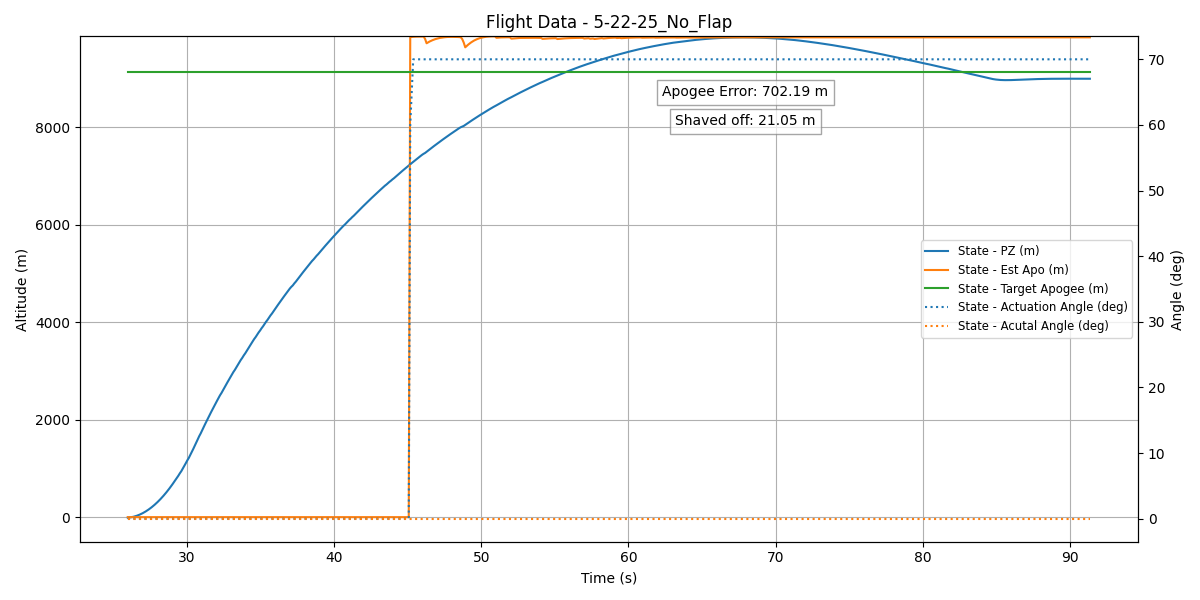 Flight Data - 5-22-25_No_Flap
Altitude (m)
8000
6000
4000
2000
0
Apogee Error: 702.19 m
Shaved off: 21.05 m
State - PZ (m)
State - Est Apo (m)
State - Target Apogee (m)
State - Actuation Angle (deg)
State - Acutal Angle (deg)
70
60
50
40
30
20
10
0
Angle (deg)
30 40 50 60 70 80 90
Time (s)